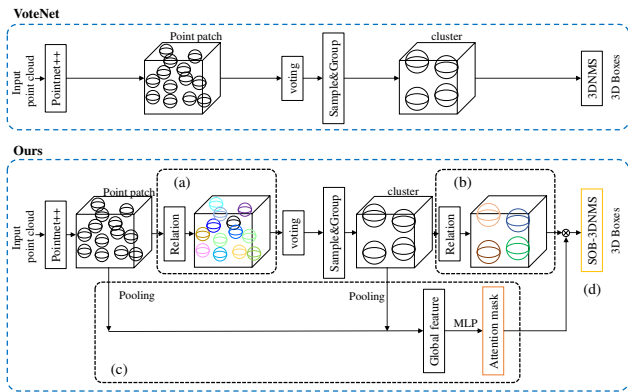 VoteNet
Input
point cloud
Pointnet++
Point patch
voting
Sample&Group
cluster
3DNMS
3D Boxes
Ours
Input
point cloud
Pointnet++
Point patch
Relation
(a)
voting
Sample&Group
cluster
Relation
(b)
SOB-3DNMS
3D Boxes
(d)
Pooling
Pooling
Global feature
MLP
Attention mask
(c)